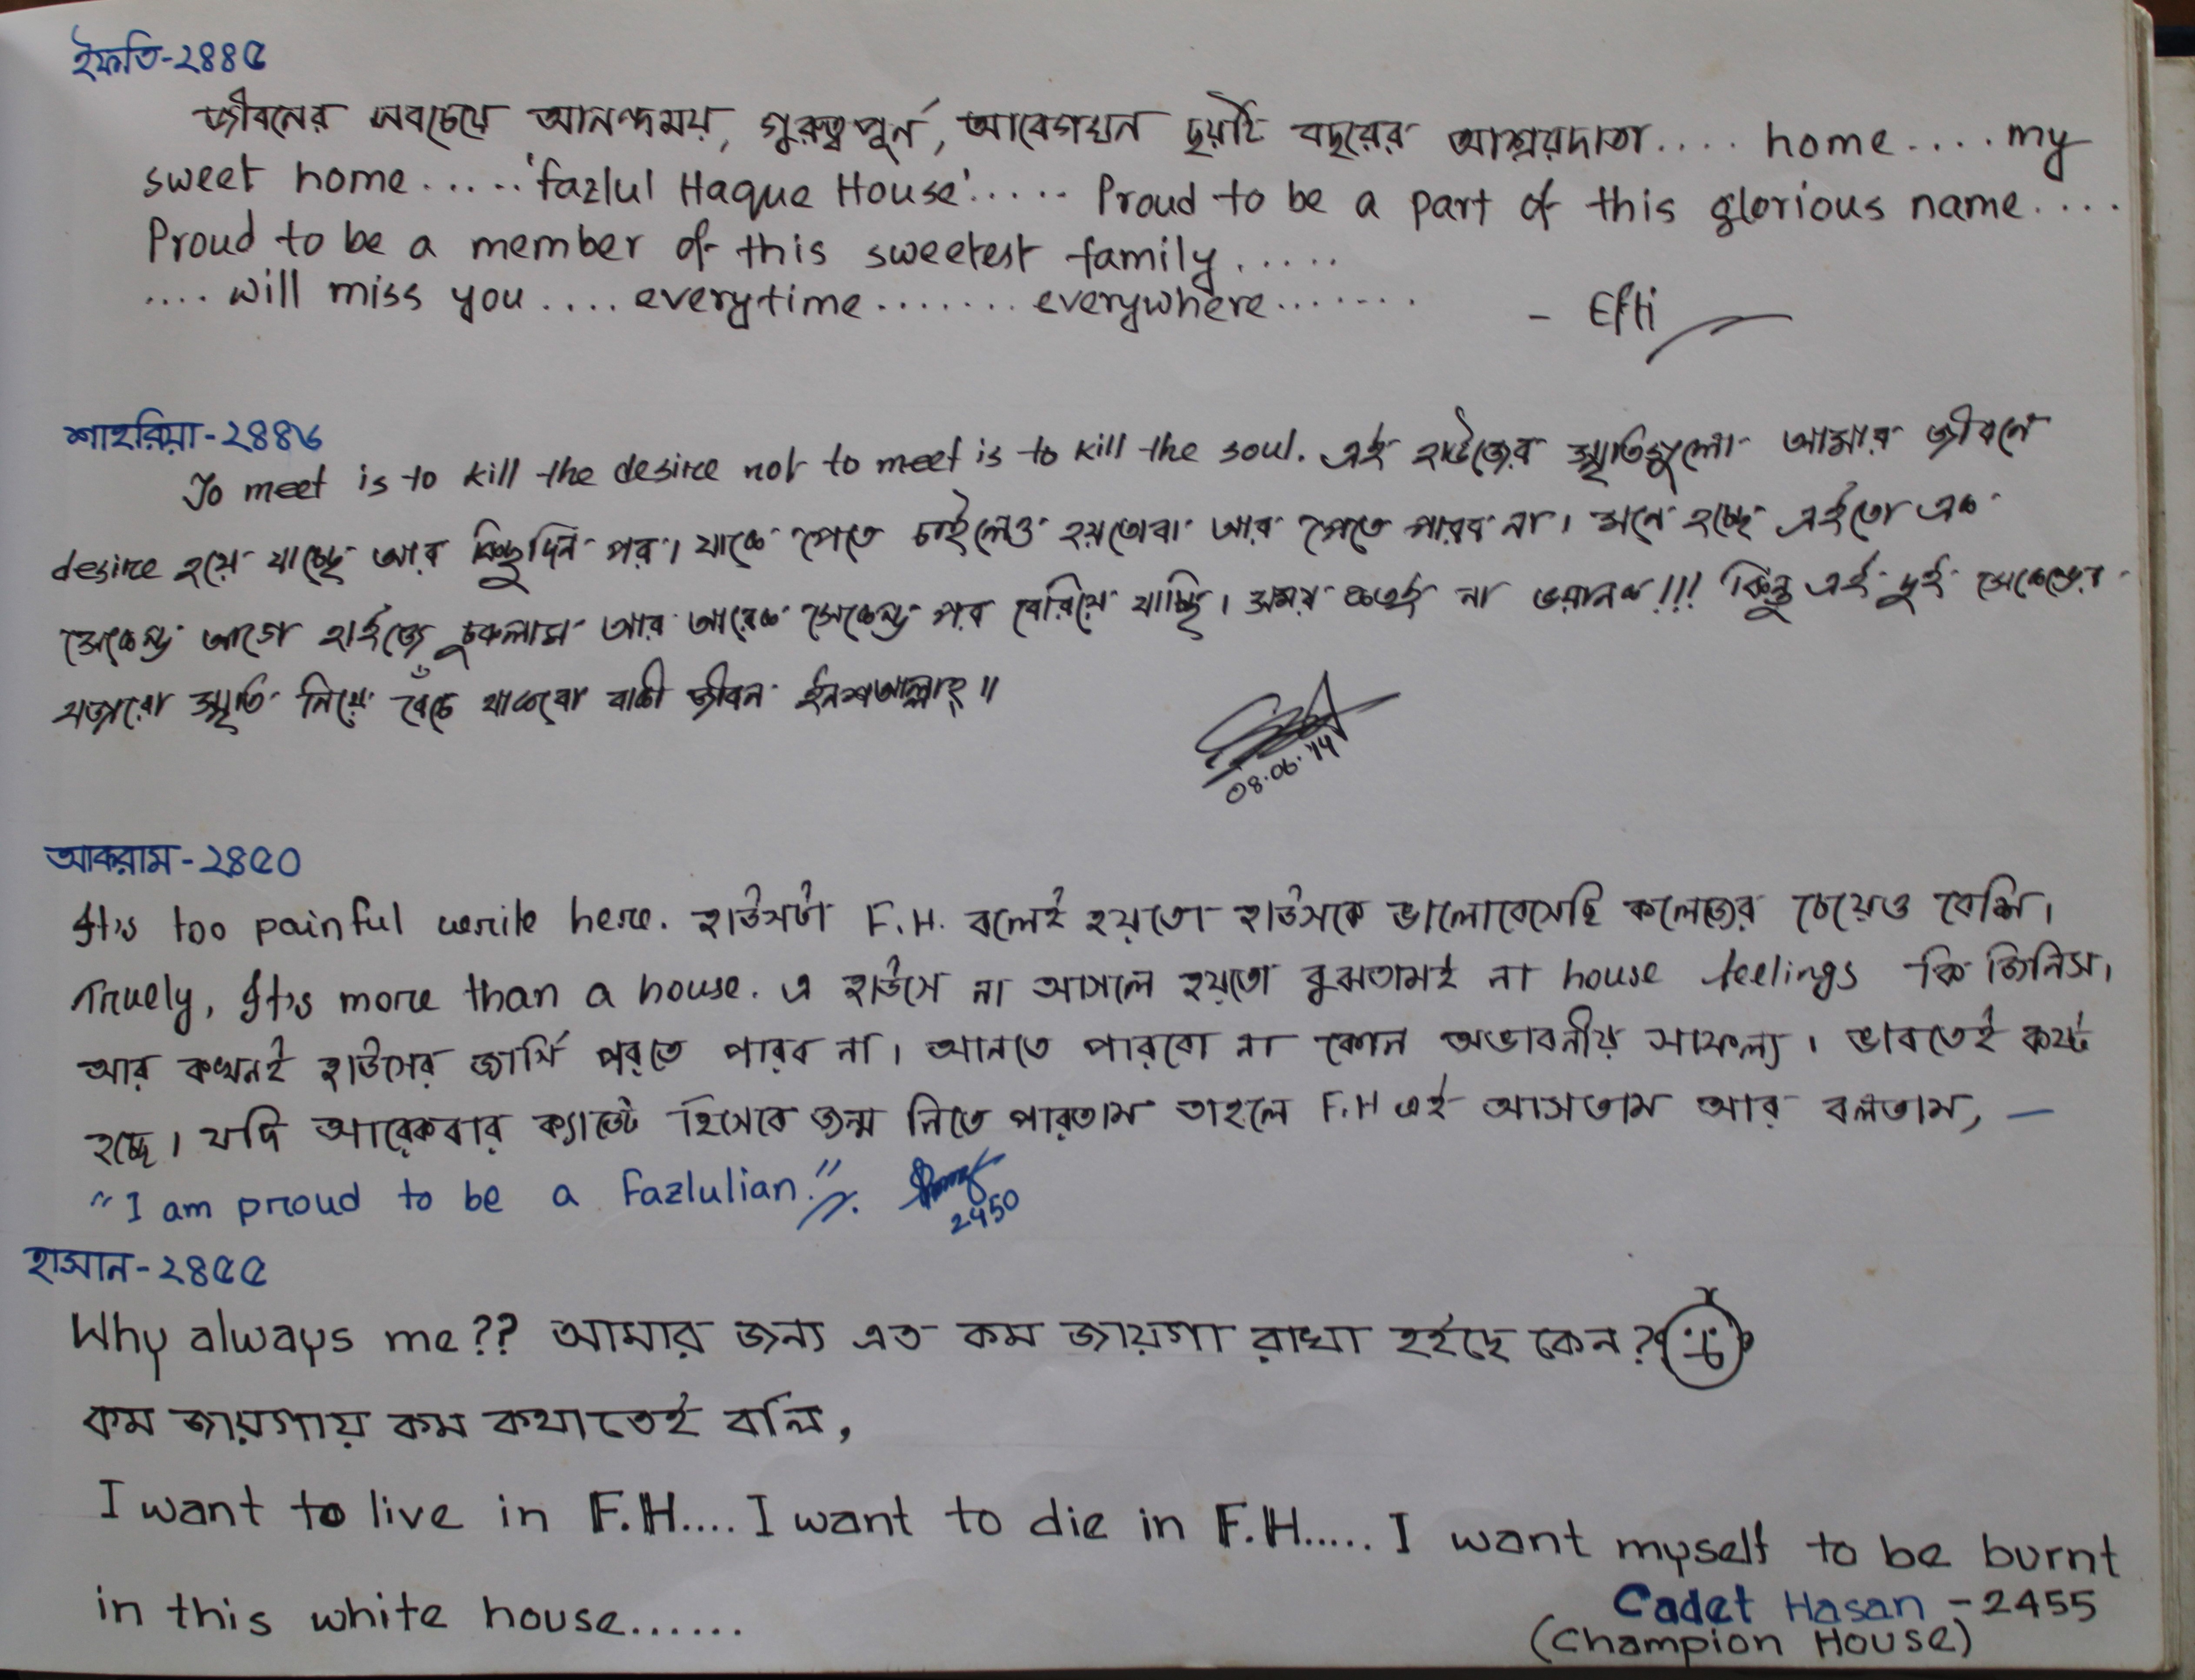 ইফতি-২৪৪৫
জীবনের সবচেয়ে আনন্দময়, গুরুত্বপূর্ন, আবেগঘন ছয়টি বছরের আশ্রয়দাতা.... home.... my
sweet home.....'fazlul Haque House'..... Proud to be a part of this glorious name....
Proud to be a member of this sweetest family.....
.... will miss you.... everytime....... everywhere.......
- Efti
শাহরিয়া-২৪৪৬
To meet is to kill the desire not to meet is to kill the soul. এই হাউজের স্মৃতিগুলো আমার জীবনে
desire হয়ে যাচ্ছে আর কিছুদিন পর। যাকে পেতে চাইলেও হয়তোবা আর পেতে পারব না। মনে হচ্ছে এইতো এক
সেকেন্ড আগে হাইজে ঢুকলাম আর আরেক সেকেন্ড পর বেরিয়ে যাচ্ছি। সময় কতই না ভয়ানক!!! কিন্তু এই দুই সেকেন্ডের
স্মৃতি নিয়ে বেঁচে থাকবো বাকী জীবন ইনশআল্লাহ্॥
08.06.14
আকরাম-২৪৫০
It's too painful write here. হাউসটা F.H. বলেই হয়তো হাউসকে ভালোবেসেছি কলেজের চেয়েও বেশি।
Truely, It's more than a house. এ হাউসে না আসলে হয়তো বুঝতামই না house feelings কি জিনিস।
আর কখনই হাউসের জার্সি পরতে পারব না। আনতে পারবো না কোন অভাবনীয় সাফল্য। ভাবতেই কষ্ট
হচ্ছে। যদি আরেকবার ক্যাডেট হিসেবে জন্ম নিতে পারতাম তাহলে F.H এই আসতাম আর বলতাম, —
"I am proud to be a Fazlulian."
2450
হাসান-২৪৫৫
Why always me?? আমার জন্য এত কম জায়গা রাখা হইছে কেন?
কম জায়গায় কম কথাতেই বলি,
I want to live in F.H.... I want to die in F.H..... I want myself to be burnt
in this white house......
Cadet Hasan - 2455
(Champion House)